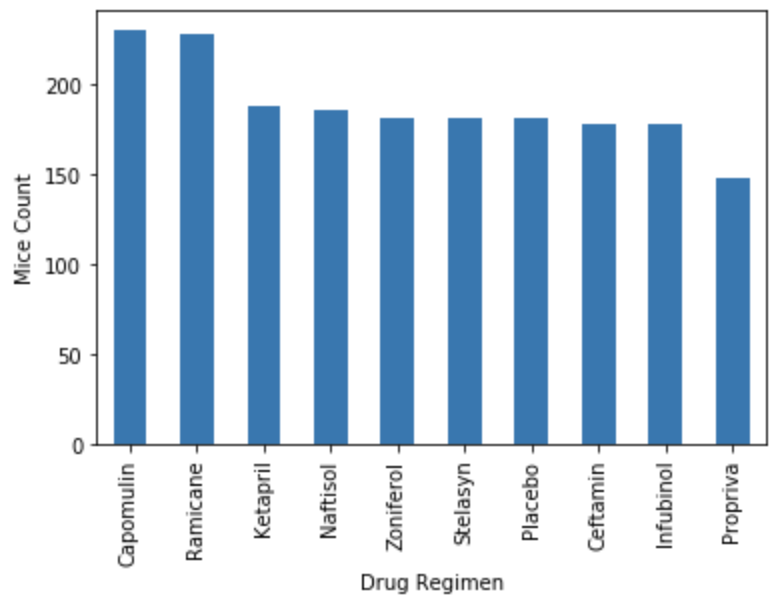 Mice Count
200
150
100
50
0
Capomulin
Ramicane
Ketapril
Naftisol
Zoniferol
Stelasyn
Placebo
Ceftamin
Infubinol
Propriva
Drug Regimen